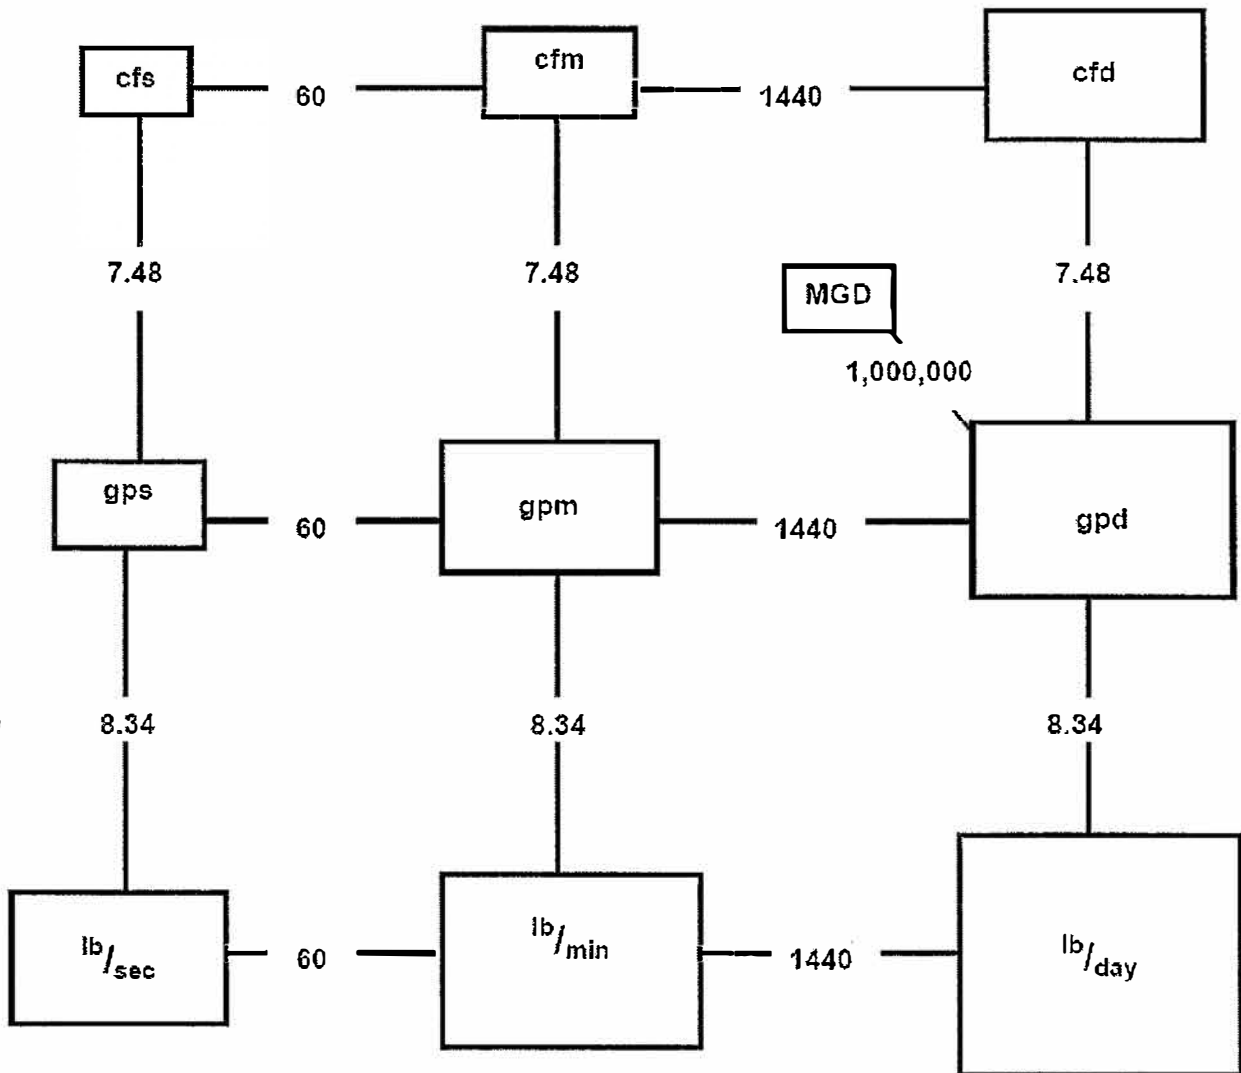 cfs
60
cfm
1440
cfd
7.48
7.48
7.48
MGD
1,000,000
gps
60
gpm
1440
gpd
8.34
8.34
8.34
lb/sec
60
lb/min
1440
lb/day